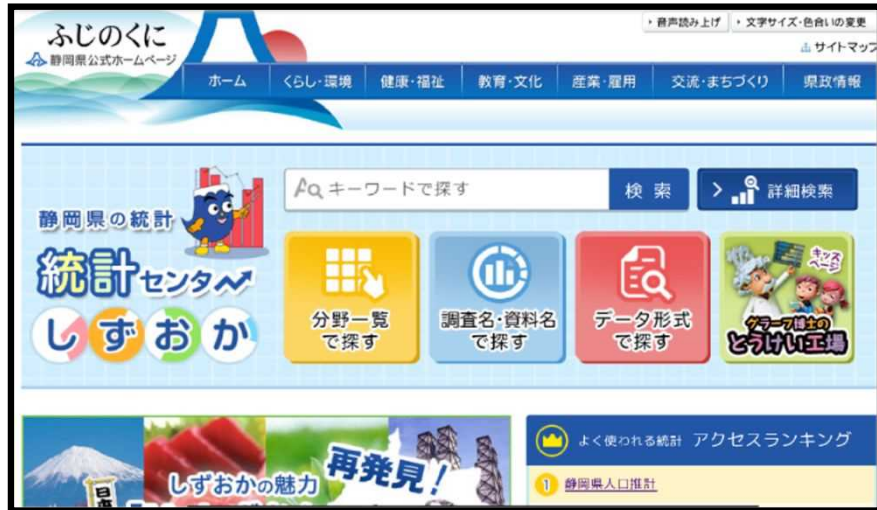 ふじのくに
静岡県公式ホームページ
音声読み上げ
文字サイズ・色合いの変更
サイトマップ
ホーム
くらし・環境
健康・福祉
教育・文化
産業・雇用
交流・まちづくり
県政情報
静岡県の統計
統計センター
しずおか
キーワードで探す
検索
詳細検索
分野一覧
で探す
調査名・資料名
で探す
データ形式
で探す
キッズ
ページ
グラーフ博士の
とうけい工場
しずおかの魅力
再発見!
よく使われる統計 アクセスランキング
1 静岡県人口推計